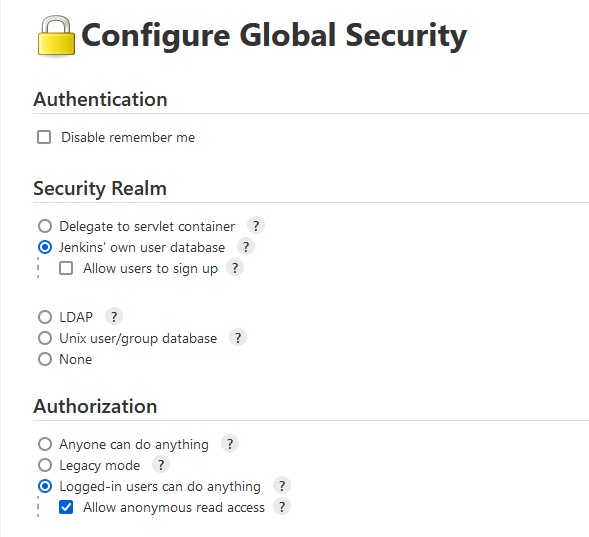 Configure Global Security
Authentication
Disable remember me
Security Realm
Delegate to servlet container ?
Jenkins’ own user database ?
Allow users to sign up ?
LDAP ?
Unix user/group database ?
None
Authorization
Anyone can do anything ?
Legacy mode ?
Logged-in users can do anything ?
Allow anonymous read access ?